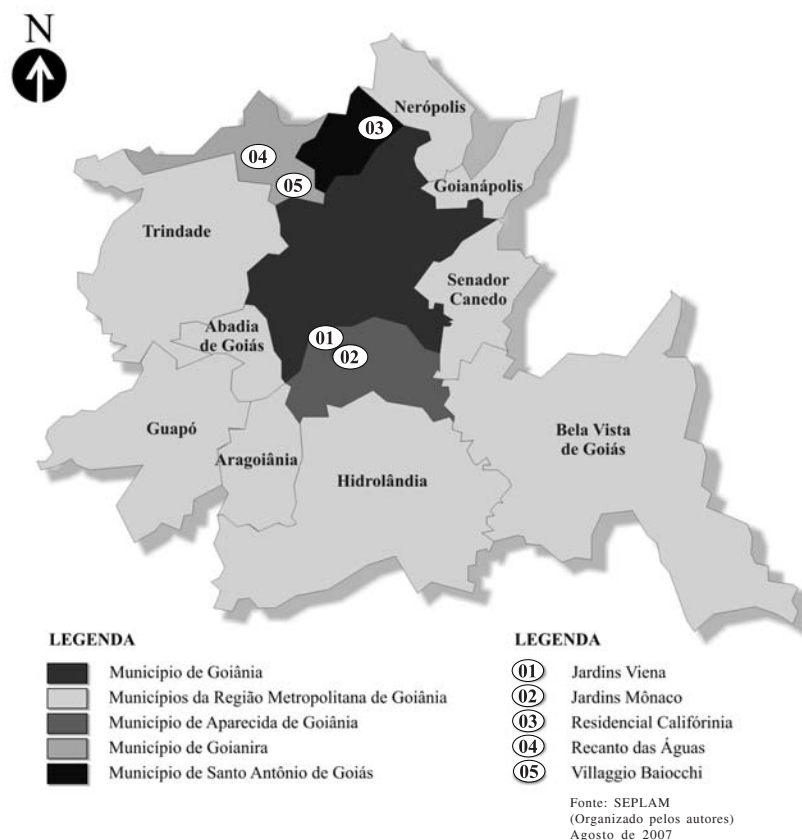 N
Nerópolis
03
04
05
Goianápolis
Trindade
Senador
Canedo
Abadia
de Goiás
01
02
Guapó
Aragoiânia
Hidrolândia
Bela Vista
de Goiás
LEGENDA
Município de Goiânia
Municípios da Região Metropolitana de Goiânia
Município de Aparecida de Goiânia
Município de Goianira
Município de Santo Antônio de Goiás
LEGENDA
01 Jardins Viena
02 Jardins Mônaco
03 Residencial Califórinia
04 Recanto das Águas
05 Villaggio Baiocchi
Fonte: SEPLAM
(Organizado pelos autores)
Agosto de 2007